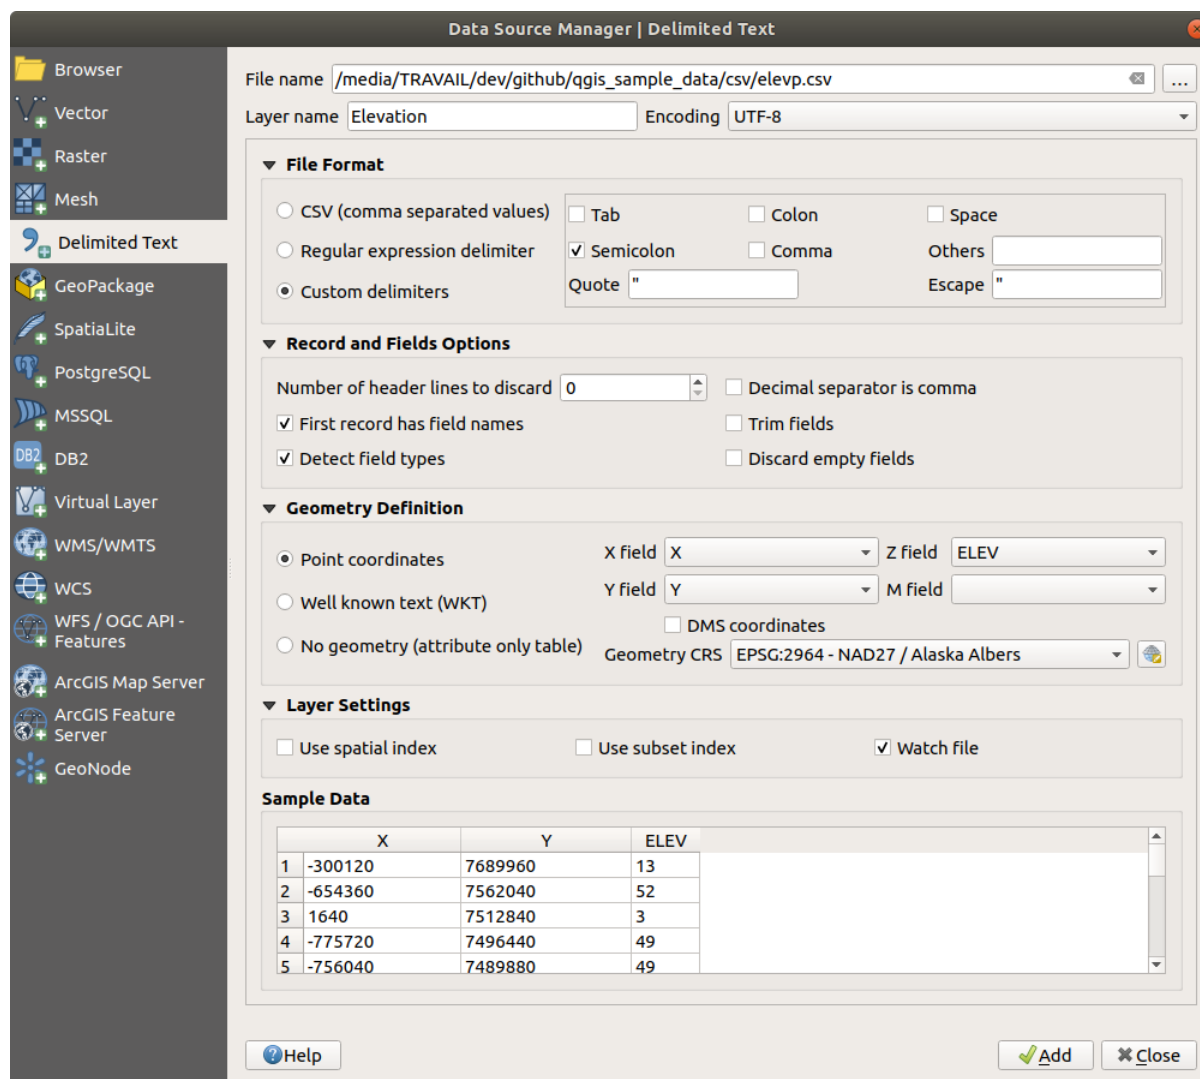 Data Source Manager | Delimited Text
Browser
Vector
Raster
Mesh
Delimited Text
GeoPackage
SpatiaLite
PostgreSQL
MSSQL
DB2 DB2
Virtual Layer
WMS/WMTS
WCS
WFS / OGC API -
Features
ArcGIS Map Server
ArcGIS Feature
Server
GeoNode
File name /media/TRAVAIL/dev/github/qgis_sample_data/csv/elevp.csv ...
Layer name Elevation Encoding UTF-8
File Format
CSV (comma separated values) Tab Colon Space
Regular expression delimiter Semicolon Comma Others
Custom delimiters Quote " Escape "
Record and Fields Options
Number of header lines to discard 0 Decimal separator is comma
First record has field names Trim fields
Detect field types Discard empty fields
Geometry Definition
Point coordinates X field X Z field ELEV
Y field Y M field
Well known text (WKT)
DMS coordinates
No geometry (attribute only table) Geometry CRS EPSG:2964 - NAD27 / Alaska Albers
Layer Settings
Use spatial index Use subset index Watch file
Sample Data
X Y ELEV
1 -300120 7689960 13
2 -654360 7562040 52
3 1640 7512840 3
4 -775720 7496440 49
5 -756040 7489880 49
?Help Add Close